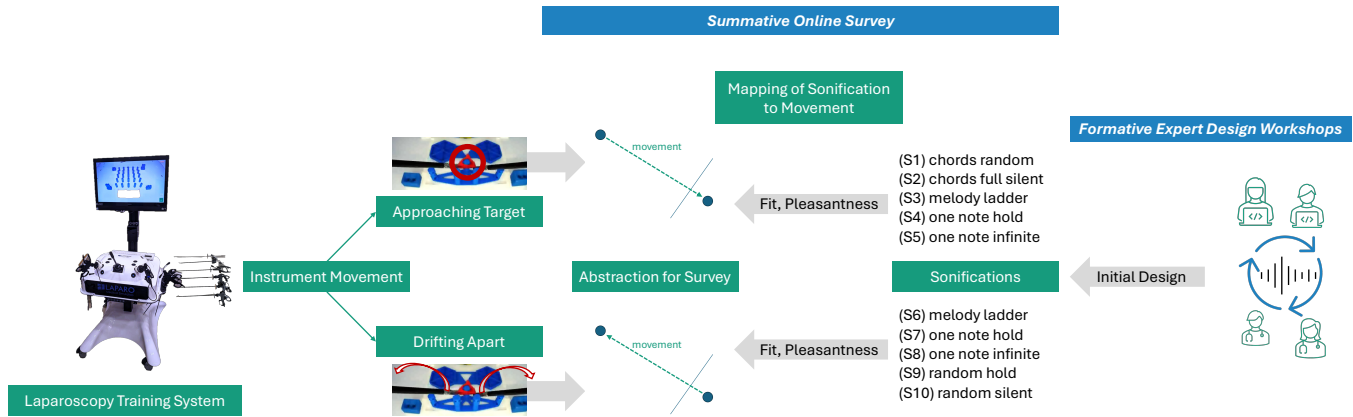 Summative Online Survey
Mapping of Sonification
to Movement
Formative Expert Design Workshops
movement
(S1) chords random
(S2) chords full silent
(S3) melody ladder
(S4) one note hold
(S5) one note infinite
Approaching Target
Fit, Pleasantness
Instrument Movement
Abstraction for Survey
Sonifications
Initial Design
</>
</>
ELAPARO
(S6) melody ladder
(S7) one note hold
(S8) one note infinite
(S9) random hold
(S10) random silent
Drifting Apart
movement
Fit, Pleasantness
Laparoscopy Training System